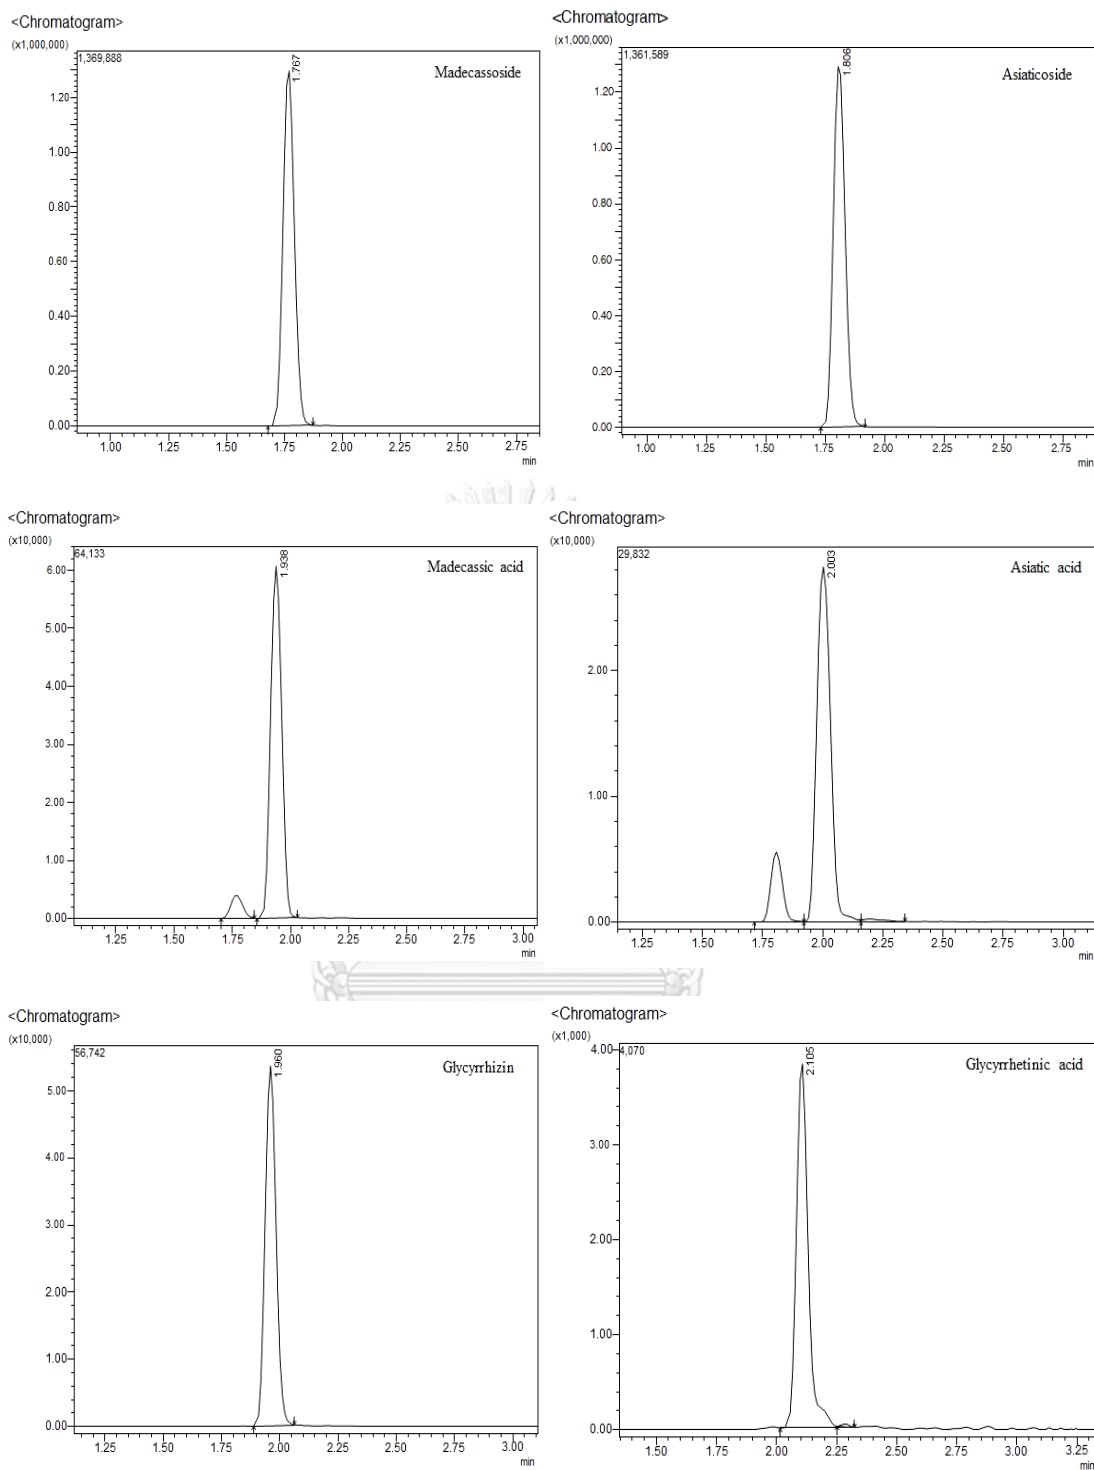 <Chromatogram>
(x1,000,000)
1,369,888
1.767
Madecassoside
1.20
1.00
0.80
0.60
0.40
0.20
0.00
1.00 1.25 1.50 1.75 2.00 2.25 2.50 2.75
min
<Chromatogram>
(x1,000,000)
1,361,589
1.806
Asiaticoside
1.20
1.00
0.80
0.60
0.40
0.20
0.00
1.00 1.25 1.50 1.75 2.00 2.25 2.50 2.75
min
<Chromatogram>
(x10,000)
64,133
1.938
Madecassic acid
6.00
5.00
4.00
3.00
2.00
1.00
0.00
1.25 1.50 1.75 2.00 2.25 2.50 2.75 3.00
min
<Chromatogram>
(x10,000)
29,832
2.003
Asiatic acid
2.00
1.00
0.00
1.25 1.50 1.75 2.00 2.25 2.50 2.75 3.00
min
<Chromatogram>
(x10,000)
56,742
1.960
Glycyrrhizin
5.00
4.00
3.00
2.00
1.00
0.00
1.25 1.50 1.75 2.00 2.25 2.50 2.75 3.00
min
<Chromatogram>
(x1,000)
4.00
4,070
2.105
Glycyrrhetinic acid
3.00
2.00
1.00
0.00
1.50 1.75 2.00 2.25 2.50 2.75 3.00 3.25
min